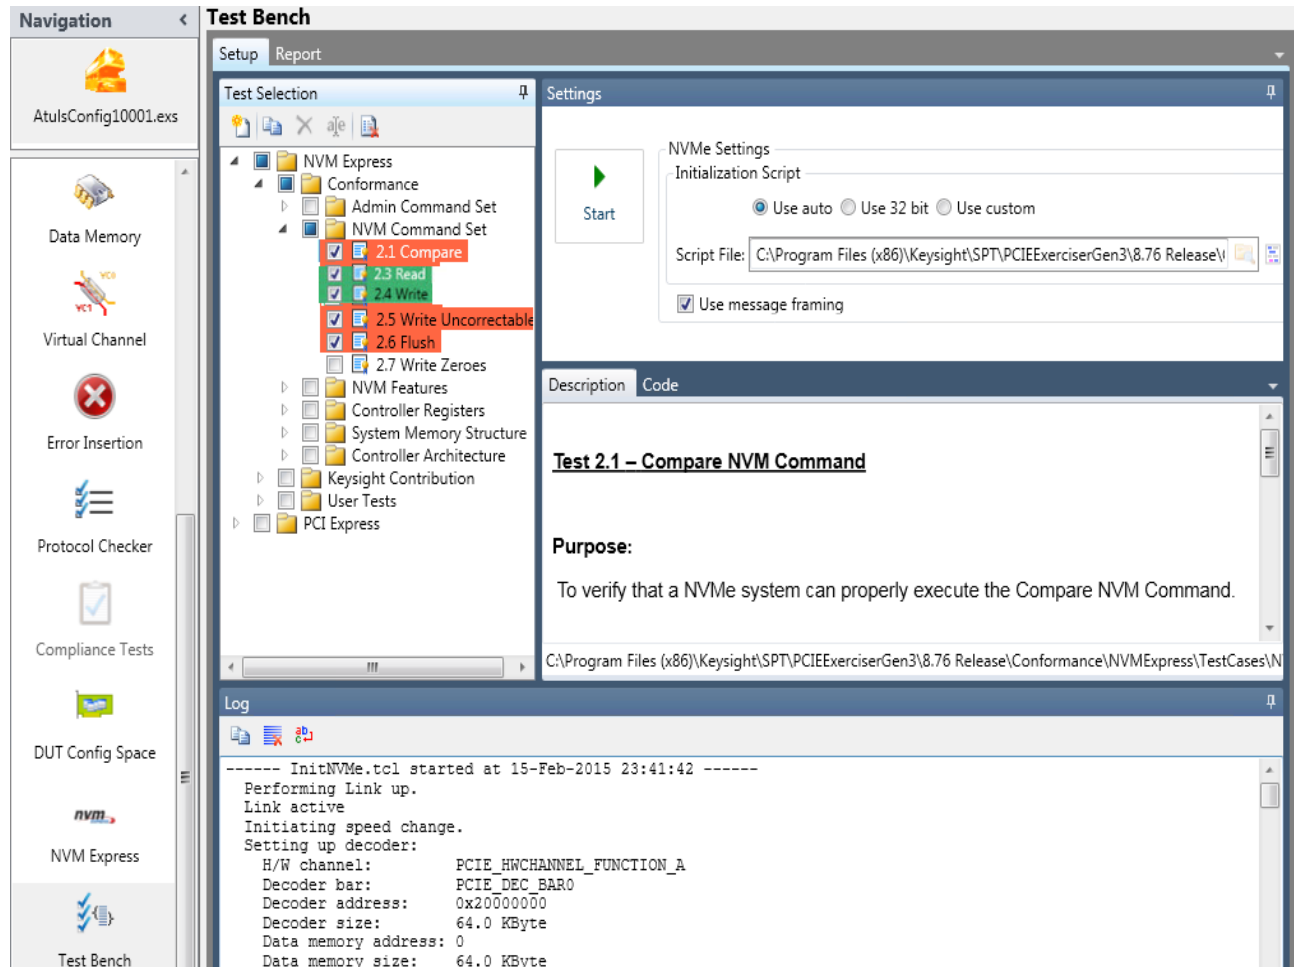 Navigation
AtulsConfig10001.exs
Data Memory
VC0
VC1
Virtual Channel
Error Insertion
Protocol Checker
Compliance Tests
DUT Config Space
nvm
NVM Express
Test Bench
Test Bench
Setup Report
Test Selection
NVM Express
Conformance
Admin Command Set
NVM Command Set
2.1 Compare
2.3 Read
2.4 Write
2.5 Write Uncorrectable
2.6 Flush
2.7 Write Zeroes
NVM Features
Controller Registers
System Memory Structure
Controller Architecture
Keysight Contribution
User Tests
PCI Express
Settings
Start
NVMe Settings
Initialization Script
Use auto Use 32 bit Use custom
Script File: C:\Program Files (x86)\Keysight\SPT\PCIEExerciserGen3\8.76 Release\
Use message framing
Description Code
Test 2.1 – Compare NVM Command
Purpose:
To verify that a NVMe system can properly execute the Compare NVM Command.
C:\Program Files (x86)\Keysight\SPT\PCIEExerciserGen3\8.76 Release\Conformance\NVMExpress\TestCases\N
Log
------ InitNVMe.tcl started at 15-Feb-2015 23:41:42 ------
Performing Link up.
Link active
Initiating speed change.
Setting up decoder:
H/W channel: PCIE_HWCHANNEL_FUNCTION_A
Decoder bar: PCIE_DEC_BAR0
Decoder address: 0x20000000
Decoder size: 64.0 KByte
Data memory address: 0
Data memory size: 64.0 KByte